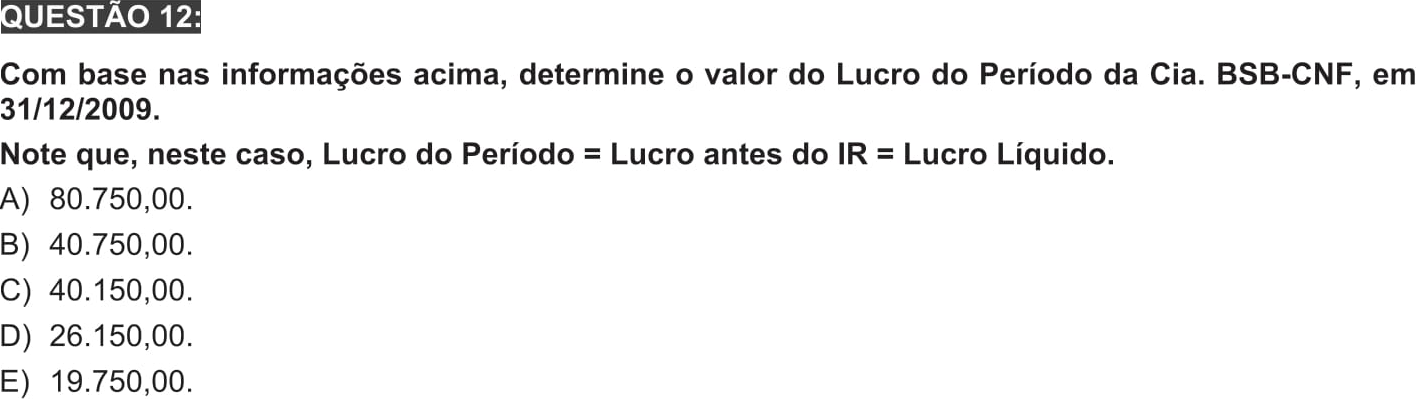 QUESTÃO 12:
Com base nas informações acima, determine o valor do Lucro do Período da Cia. BSB-CNF, em
31/12/2009.
Note que, neste caso, Lucro do Período = Lucro antes do IR = Lucro Líquido.
A) 80.750,00.
B) 40.750,00.
C) 40.150,00.
D) 26.150,00.
E) 19.750,00.